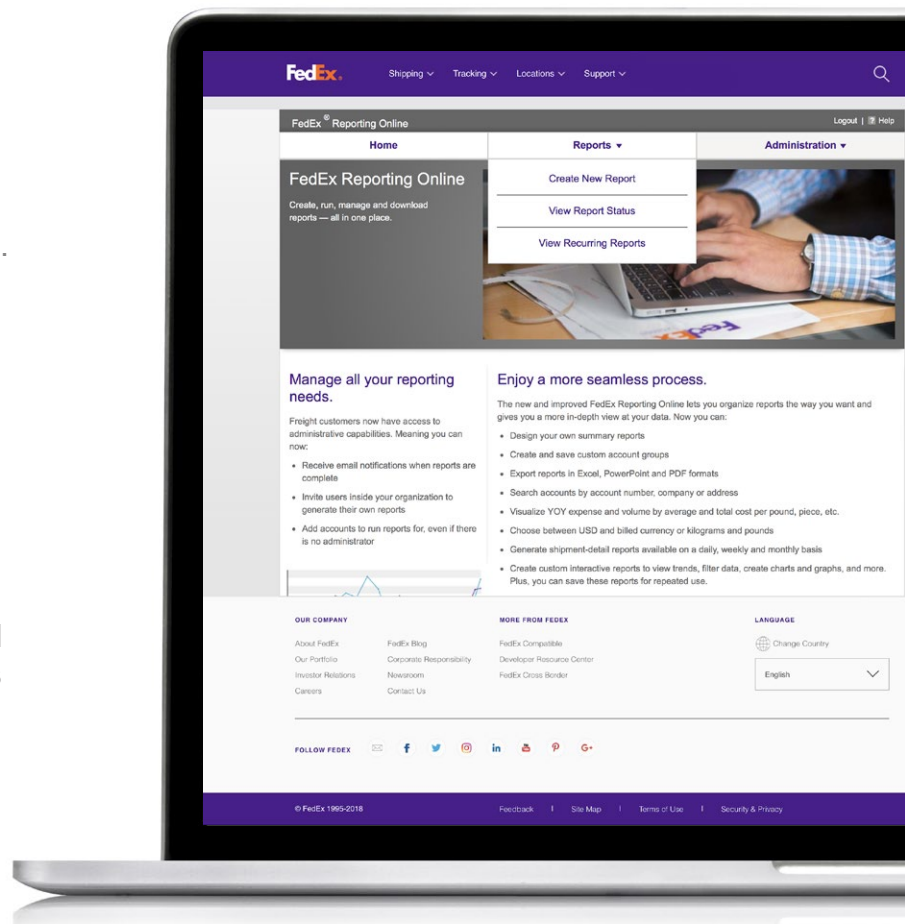 FedEx®
Shipping
Tracking
Locations
Support
FedEx® Reporting Online
Logout | ? Help
Home
Reports
Administration
FedEx Reporting Online
Create, run, manage and download
reports — all in one place.
Create New Report
View Report Status
View Recurring Reports
FedEx
Manage all your reporting
needs.
Freight customers now have access to
administrative capabilities. Meaning you can
now:
• Receive email notifications when reports are
complete
• Invite users inside your organization to
generate their own reports
• Add accounts to run reports for, even if there
is no administrator
Enjoy a more seamless process.
The new and improved FedEx Reporting Online lets you organize reports the way you want and
gives you a more in-depth view at your data. Now you can:
• Design your own summary reports
• Create and save custom account groups
• Export reports in Excel, PowerPoint and PDF formats
• Search accounts by account number, company or address
• Visualize YOY expense and volume by average and total cost per pound, piece, etc.
• Choose between USD and billed currency or kilograms and pounds
• Generate shipment-detail reports available on a daily, weekly and monthly basis
• Create custom interactive reports to view trends, filter data, create charts and graphs, and more.
Plus, you can save these reports for repeated use.
OUR COMPANY
About FedEx
Our Portfolio
Investor Relations
Careers
FedEx Blog
Corporate Responsibility
Newsroom
Contact Us
MORE FROM FEDEX
FedEx Compatible
Developer Resource Center
FedEx Cross Border
LANGUAGE
Change Country
English
FOLLOW FEDEX
© FedEx 1995-2018
Feedback | Site Map | Terms of Use | Security & Privacy